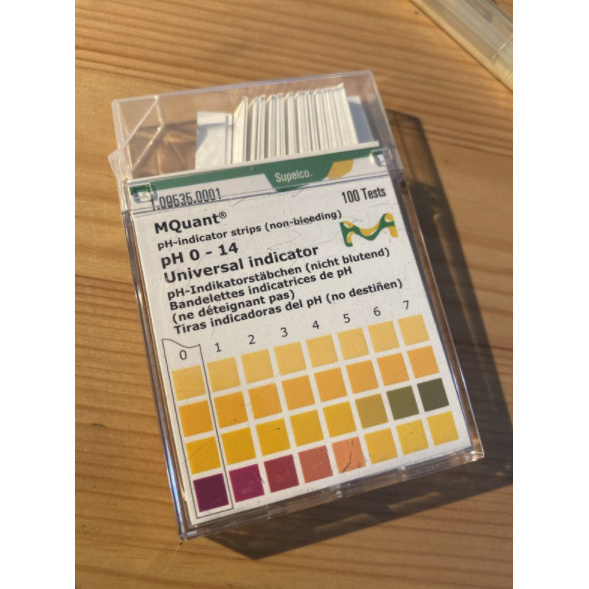 Supelco.
1.09535.0001
100 Tests
MQuant®
pH-indicator strips (non-bleeding)
pH 0 - 14
Universal indicator
pH-Indikatorstäbchen (nicht blutend)
Bandelettes indicatrices de pH
(ne déteignant pas)
Tiras indicadoras del pH (no destiñen)
0 1 2 3 4 5 6 7